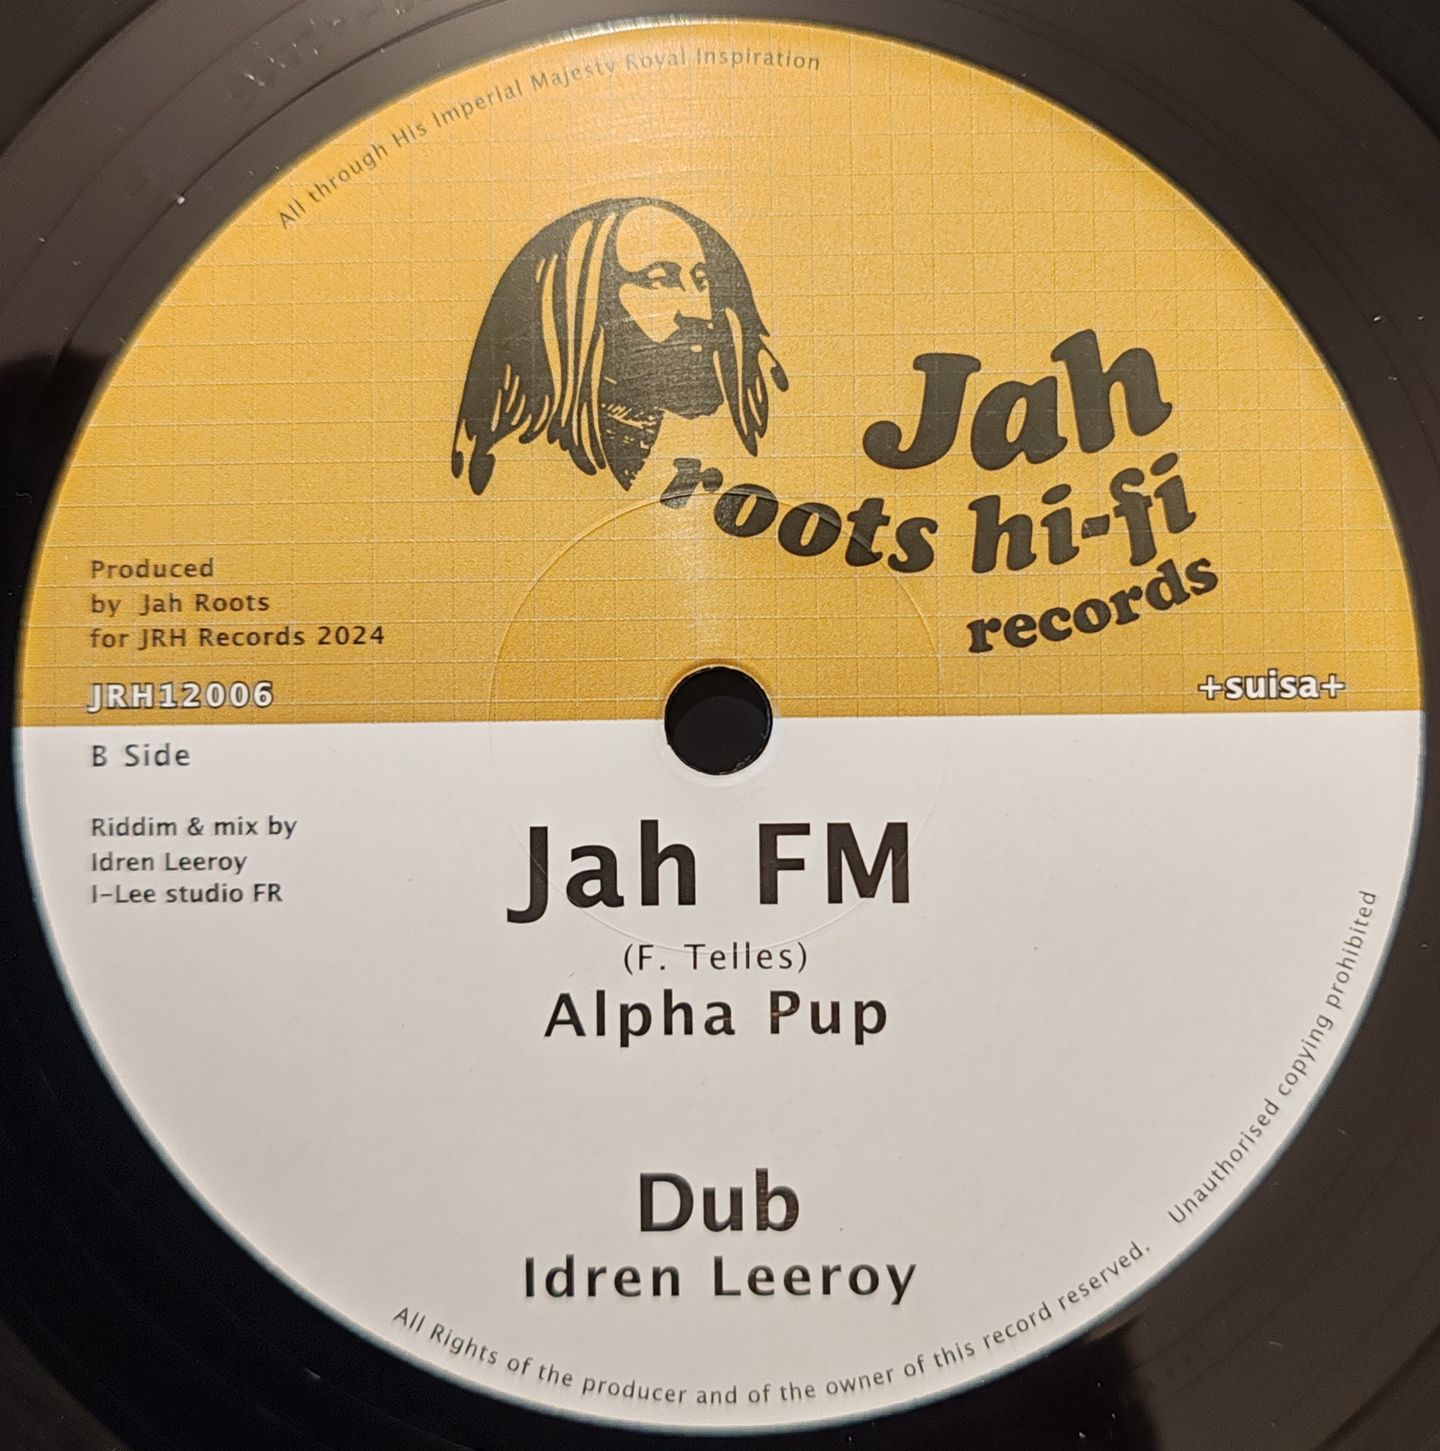 All through His Imperial Majesty Royal Inspiration
Jah
roots hi-fi
records
Produced
by Jah Roots
for JRH Records 2024
JRH12006
+suisa+
B Side
Riddim & mix by
Idren Leeroy
I-Lee studio FR
Jah FM
(F. Telles)
Alpha Pup
Dub
Idren Leeroy
All Rights of the producer and of the owner of this record reserved. Unauthorised copying prohibited